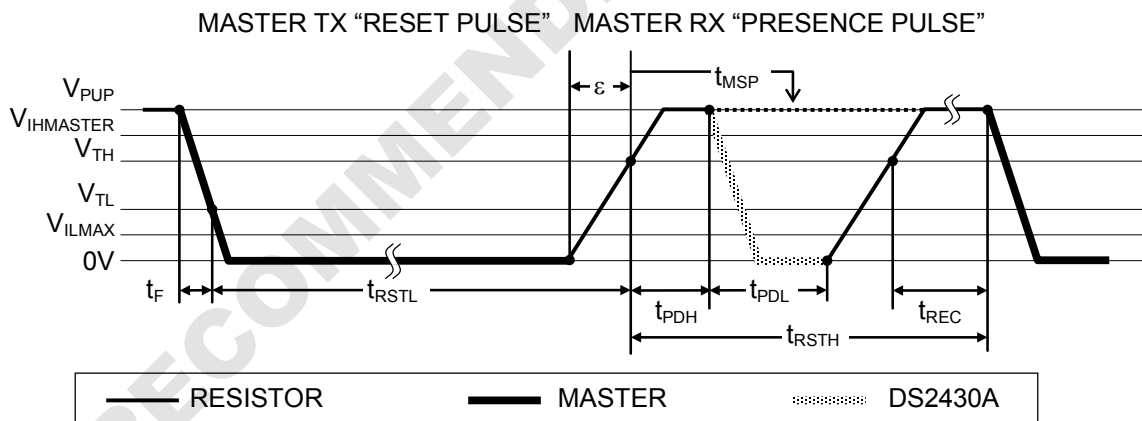 MASTER TX “RESET PULSE” MASTER RX “PRESENCE PULSE”
ε
tMSP
VPUP
VIHMASTER
VTH
VTL
VILMAX
0V
tF
tRSTL
tPDH
tPDL
tREC
tRSTH
RESISTOR MASTER DS2430A
RECOMMEND